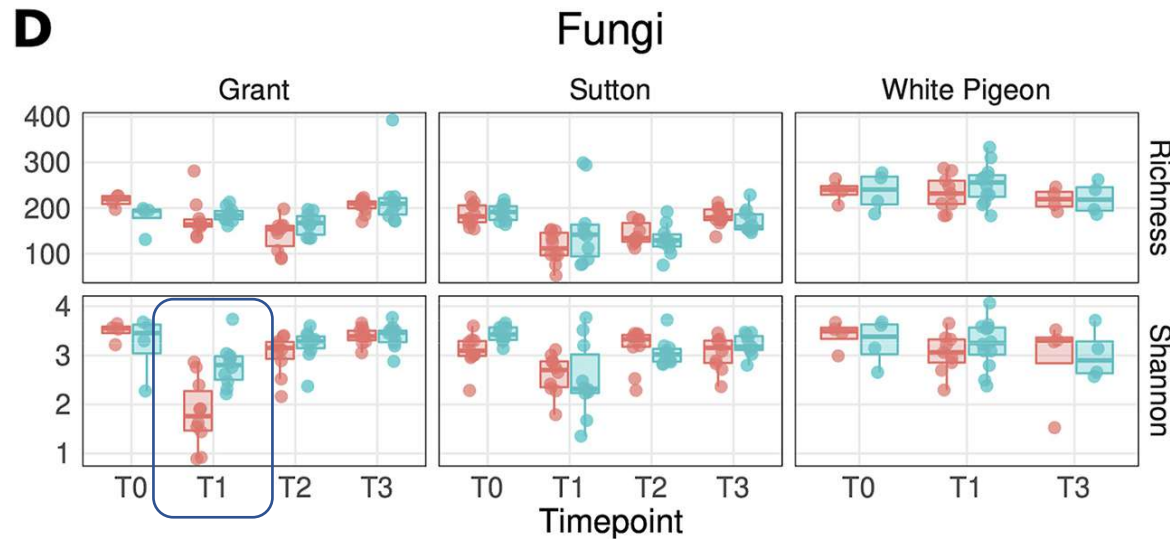 D
Fungi
Grant Sutton White Pigeon
400
300
200
100
Richness
4
3
2
1
Shannon
T0 T1 T2 T3 T0 T1 T2 T3 T0 T1 T3
Timepoint